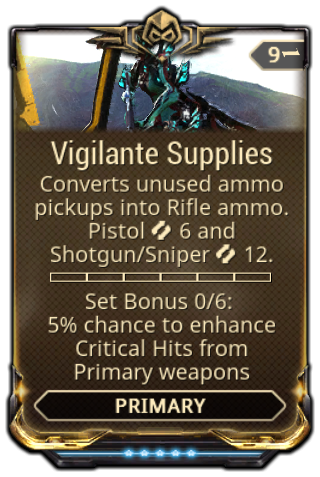 9
Vigilante Supplies
Converts unused ammo
pickups into Rifle ammo.
Pistol 6 and
Shotgun/Sniper 12.
Set Bonus 0/6:
5% chance to enhance
Critical Hits from
Primary weapons
PRIMARY